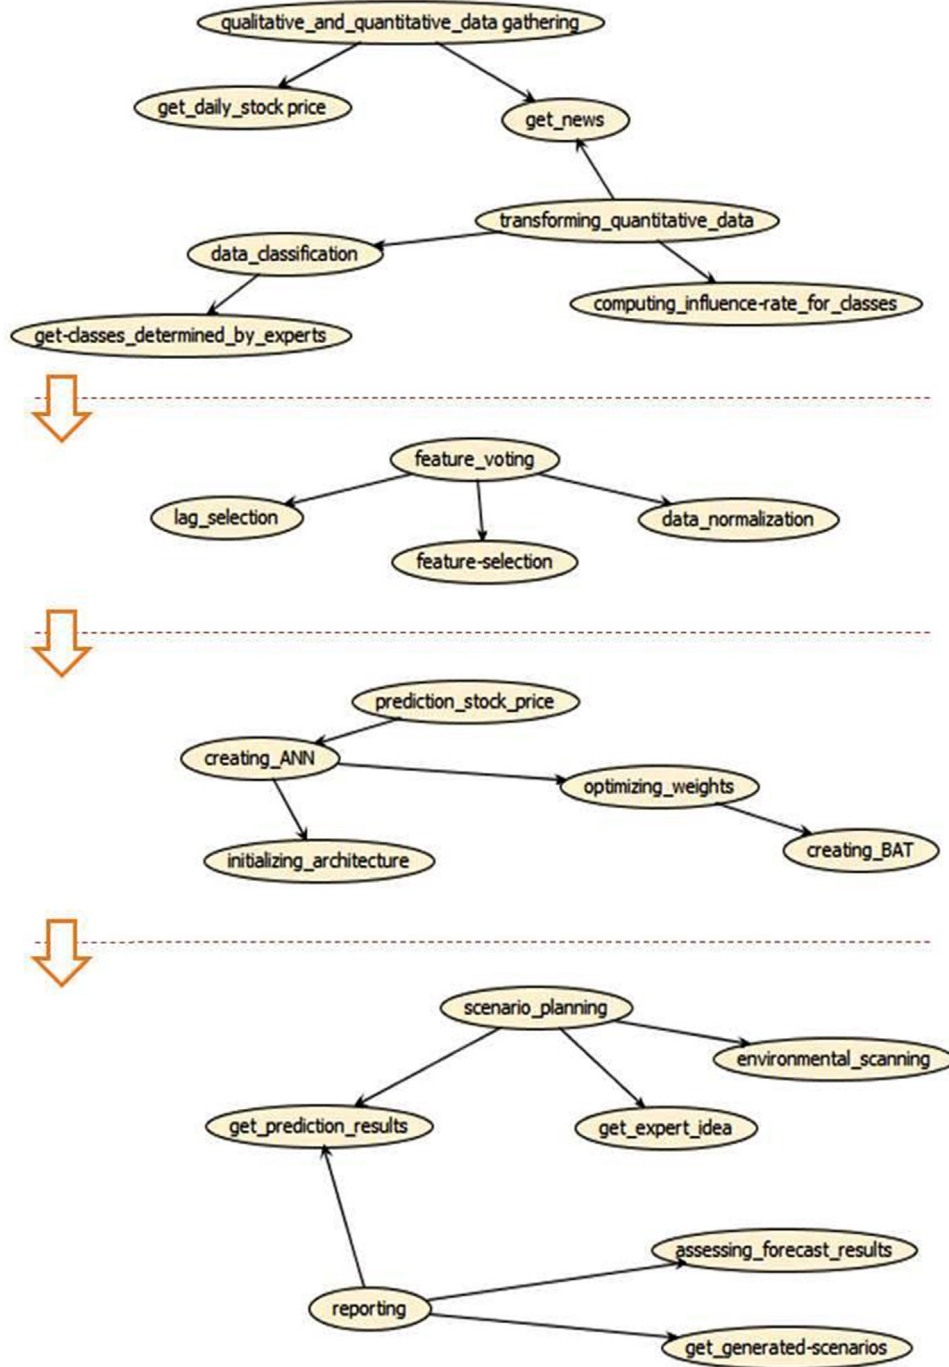 qualitative_and_quantitative_data gathering
get_daily_stock price
get_news
transforming_quantitative_data
data_classification
computing_influence-rate_for_classes
get-classes_determined_by_experts
feature_voting
lag_selection
data_normalization
feature-selection
prediction_stock_price
creating_ANN
optimizing_weights
creating_BAT
initializing_architecture
scenario_planning
environmental_scanning
get_prediction_results
get_expert_idea
assessing_forecast_results
reporting
get_generated-scenarios